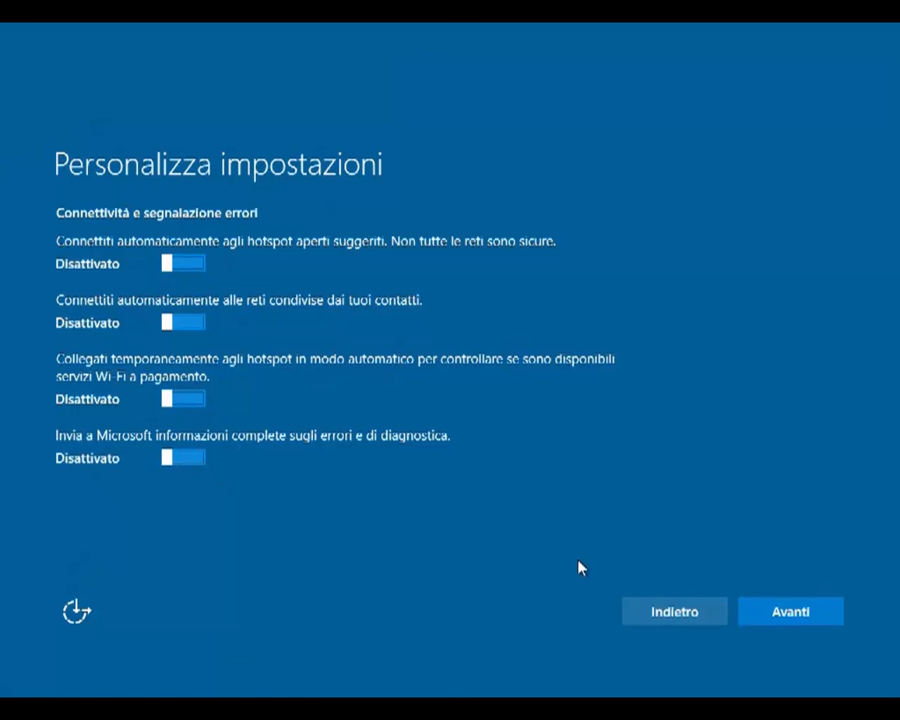 Personalizza impostazioni
Connettività e segnalazione errori
Connettiti automaticamente agli hotspot aperti suggeriti. Non tutte le reti sono sicure.
Disattivato
Connettiti automaticamente alle reti condivise dai tuoi contatti.
Disattivato
Collegati temporaneamente agli hotspot in modo automatico per controllare se sono disponibili
servizi Wi-Fi a pagamento.
Disattivato
Invia a Microsoft informazioni complete sugli errori e di diagnostica.
Disattivato
Indietro
Avanti